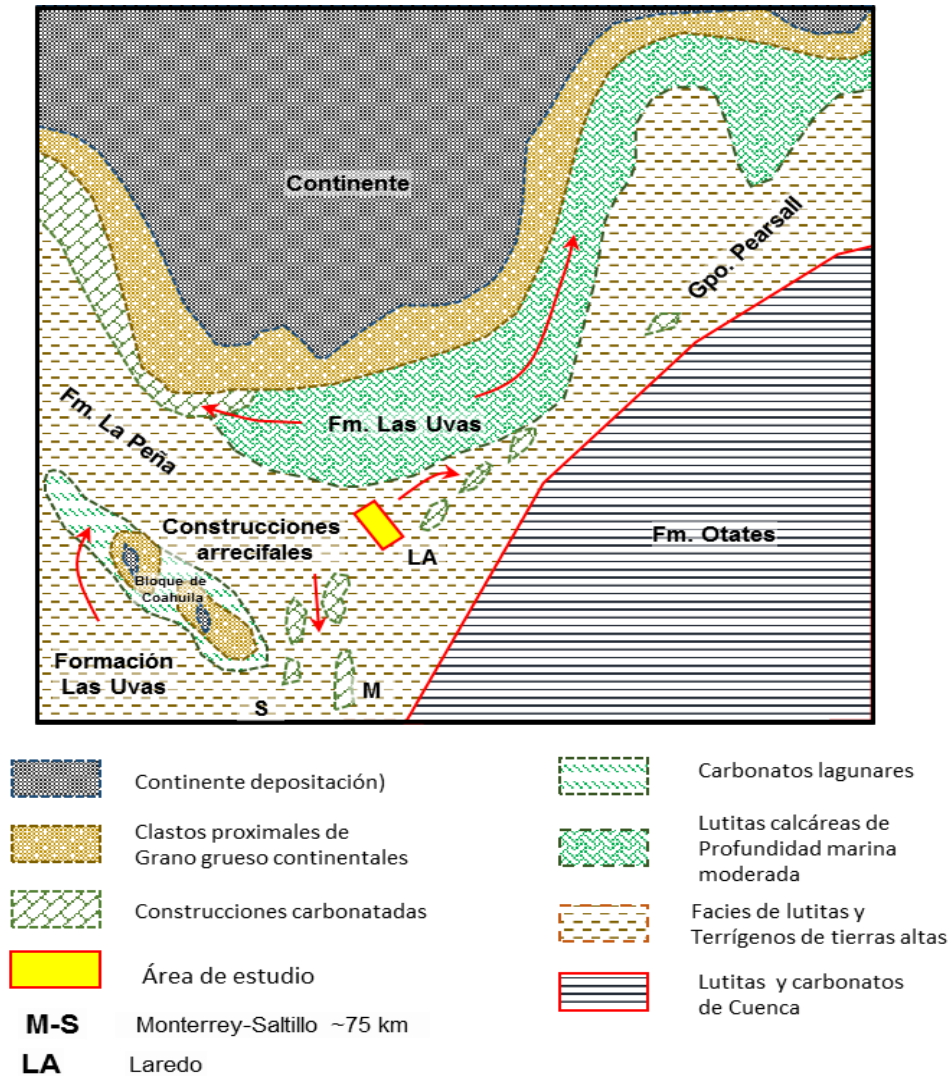 Continente
Gpo. Pearsall
Fm. La Peña
Fm. Las Uvas
Construcciones
arrecifales
LA
Fm. Otates
Bloque de
Coahuila
Formación
Las Uvas
M
S
Continente depositación)
Clastos proximales de
Grano grueso continentales
Construcciones carbonatadas
Área de estudio
M-S Monterrey-Saltillo ~75 km
LA Laredo
Carbonatos lagunares
Lutitas calcáreas de
Profundidad marina
moderada
Facies de lutitas y
Terrígenos de tierras altas
Lutitas y carbonatos
de Cuenca